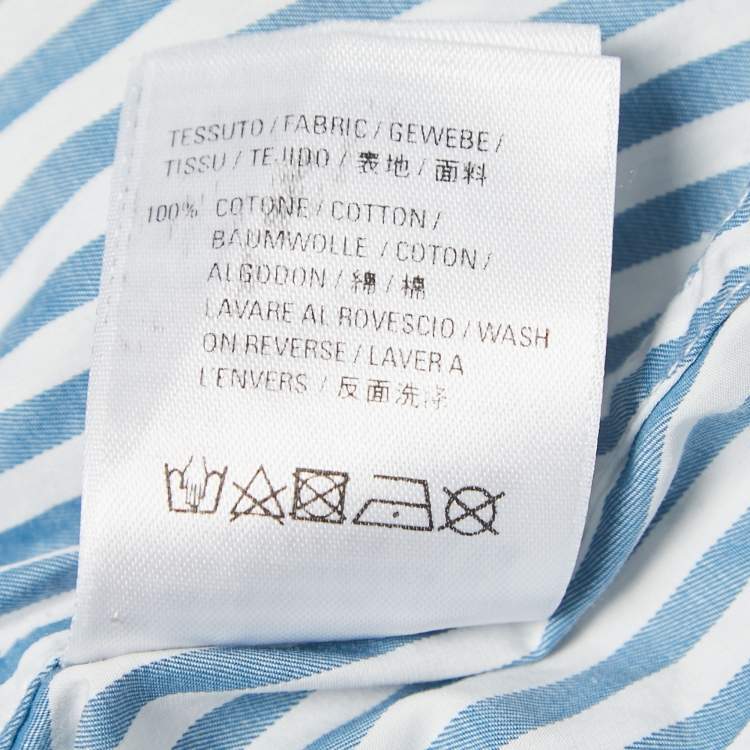 TESSUTO / FABRIC / GEWEBE /
TISSU / TEJIDO / 表地 / 面料
100% COTONE / COTTON /
BAUMWOLLE / COTON /
ALGODON / 綿 / 棉
LAVARE AL ROVESCIO / WASH
ON REVERSE / LAVER A
L'ENVERS / 反面洗涤